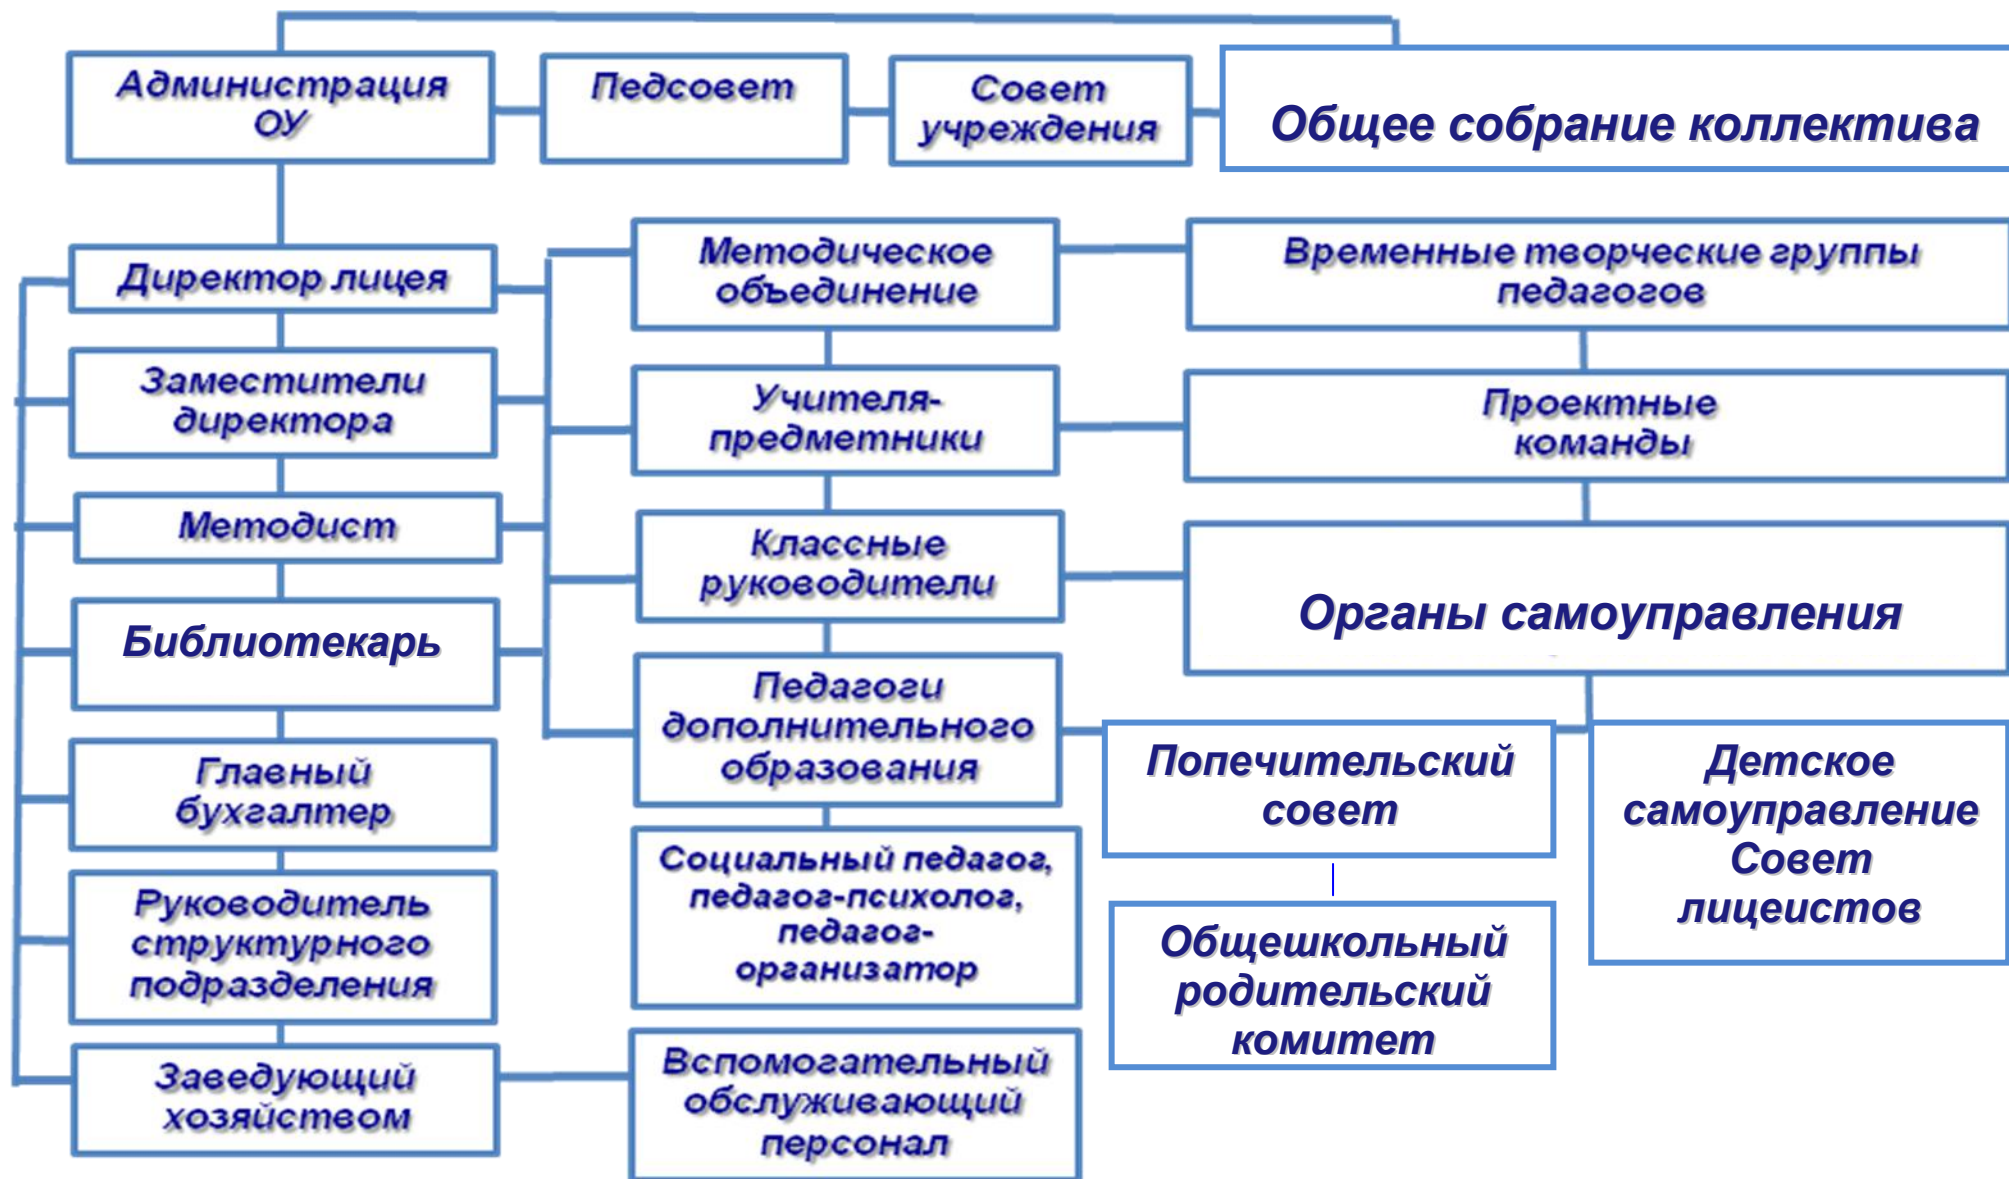 Администрация
ОУ
Педсовет
Совет
учреждения
Общее собрание коллектива
Директор лицея
Методическое
объединение
Временные творческие группы
педагогов
Заместители
директора
Учителя-
предметники
Проектные
команды
Методист
Классные
руководители
Органы самоуправления
Библиотекарь
Педагоги
дополнительного
образования
Попечительский
совет
Детское
самоуправление
Совет
лицеистов
Главный
бухгалтер
Социальный педагог,
педагог-психолог,
педагог-
организатор
Руководитель
структурного
подразделения
Общешкольный
родительский
комитет
Заведующий
хозяйством
Вспомогательный
обслуживающий
персонал